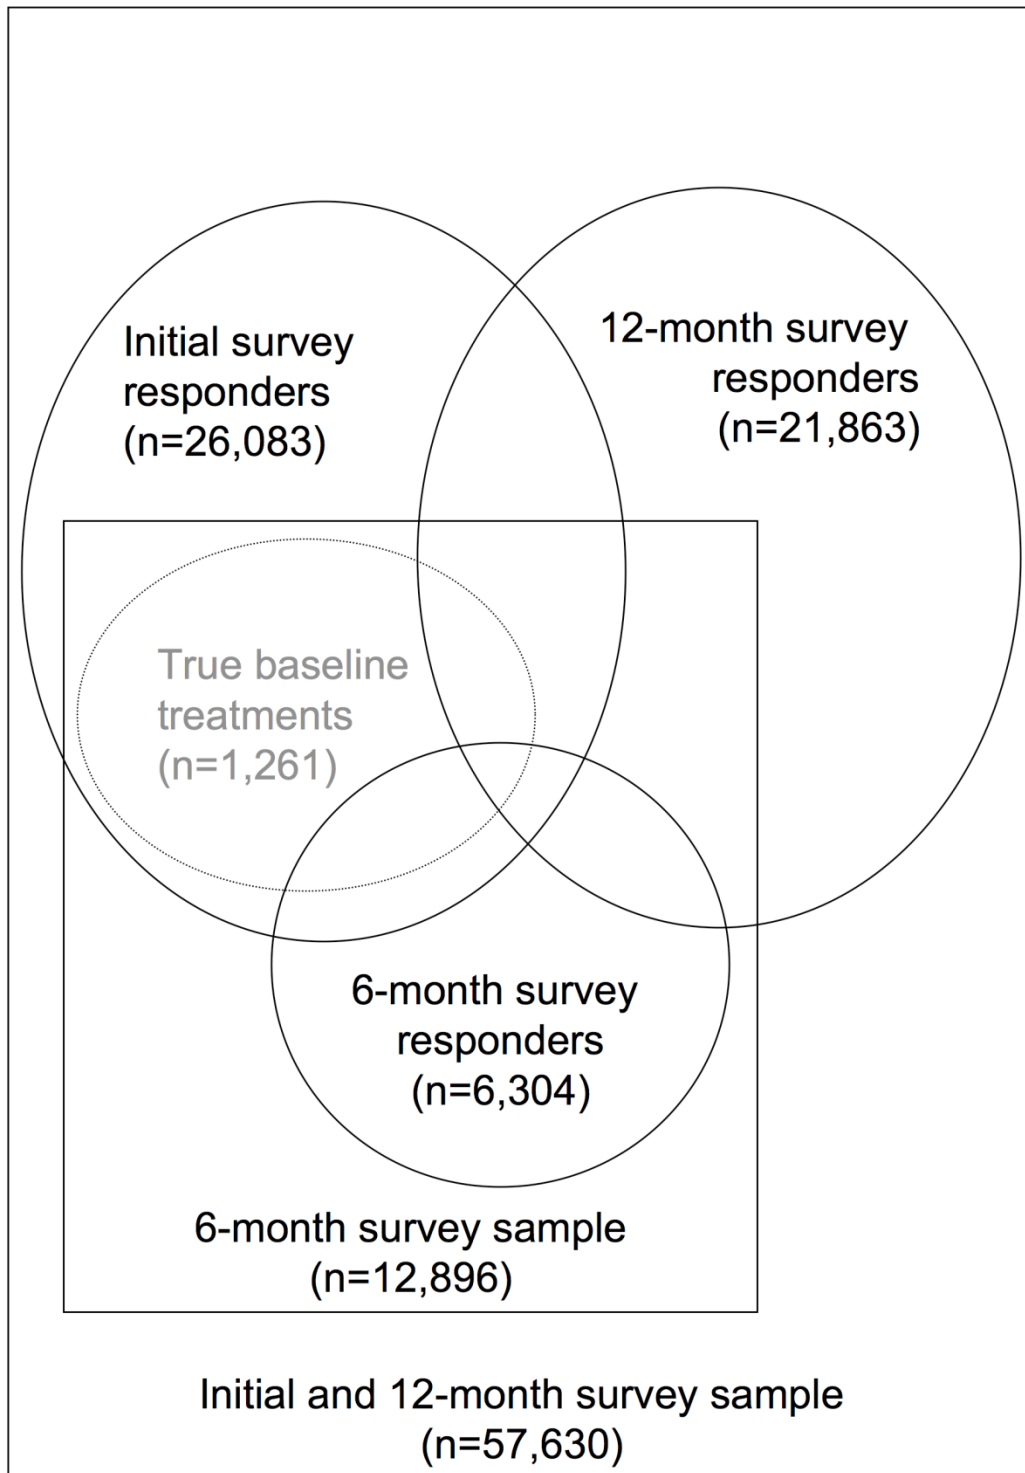 Initial survey
responders
(n=26,083)
12-month survey
responders
(n=21,863)
True baseline
treatments
(n=1,261)
6-month survey
responders
(n=6,304)
6-month survey sample
(n=12,896)
Initial and 12-month survey sample
(n=57,630)